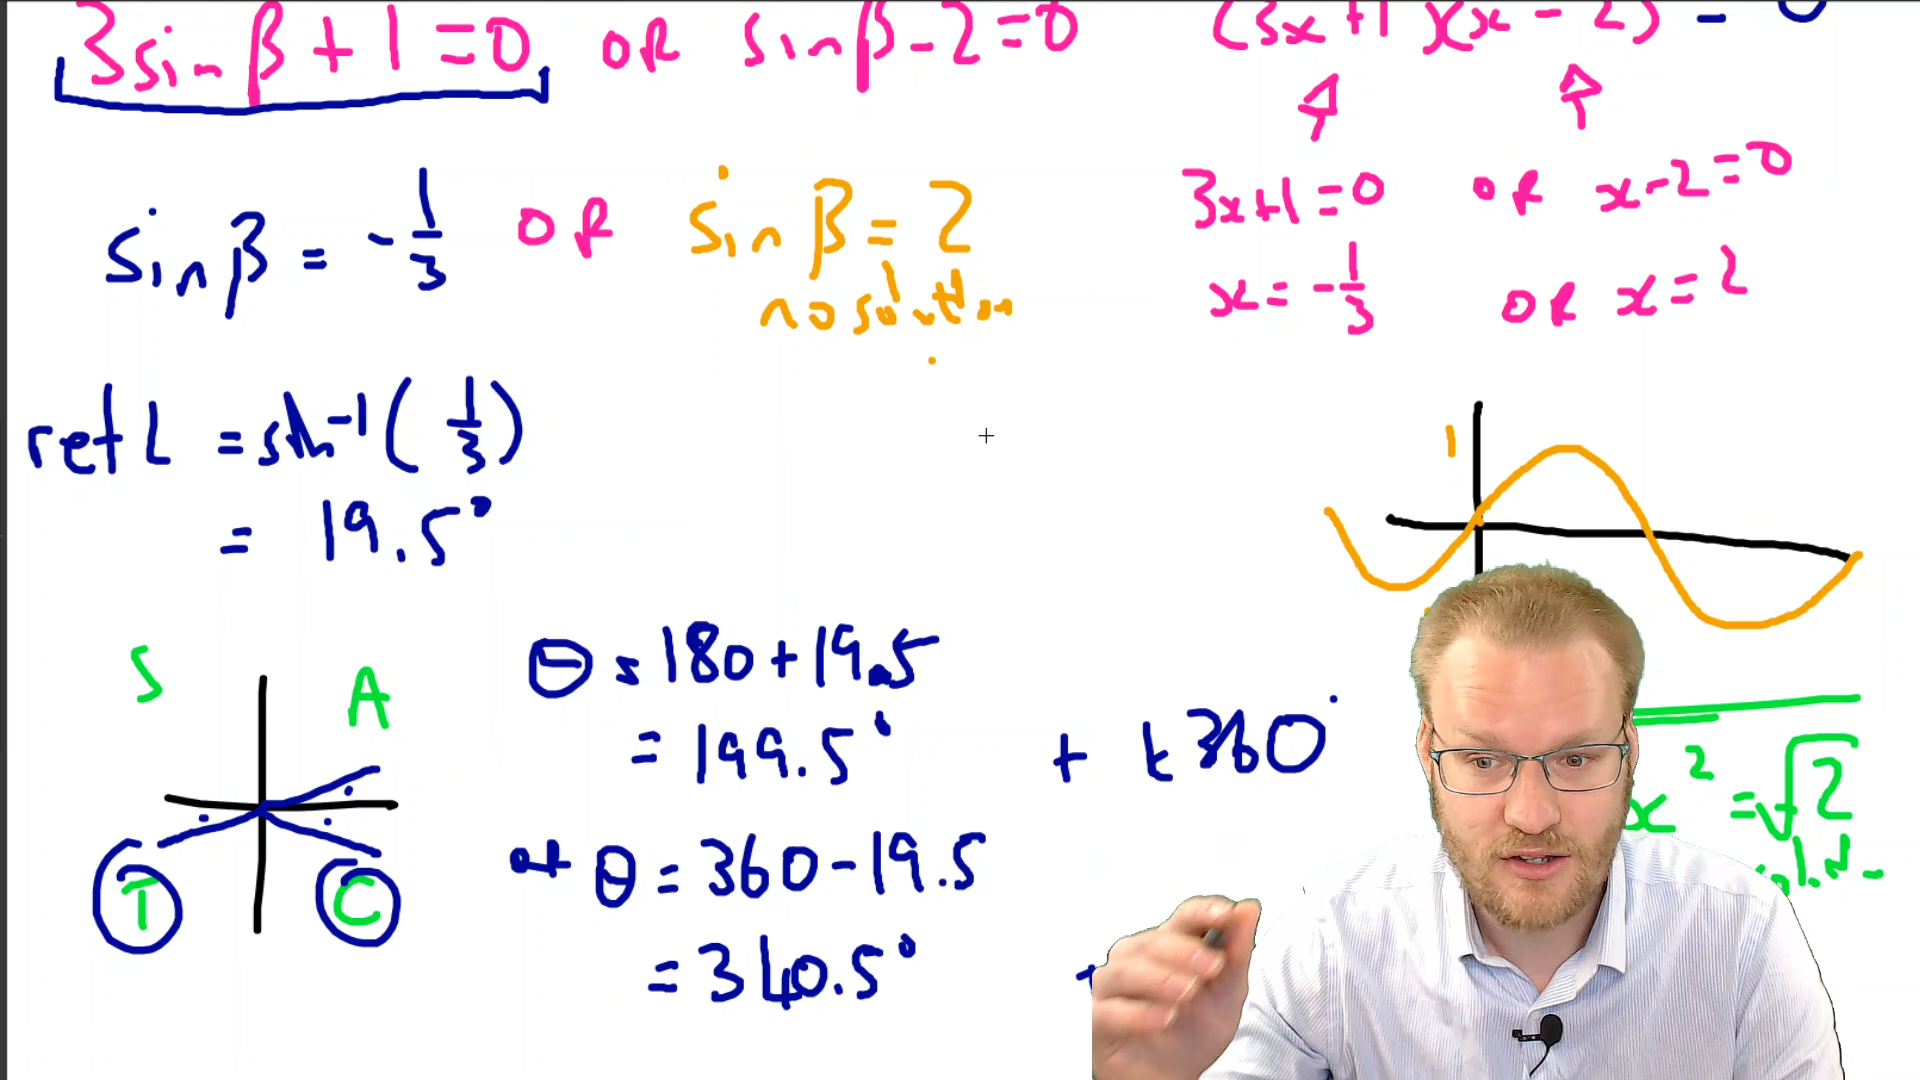 3sinβ + 1 = 0 OR sinβ - 2 = 0
(3x+1)(x - 2) = 0
sinβ = -1/3 OR sinβ = 2
no solution
3x+1=0 OR x-2=0
x = -1/3 OR x = 2
ref ∠ = sin⁻¹(1/3)
= 19.5°
1
S A
T C
θ = 180 + 19.5
= 199.5° + k360°
or θ = 360 - 19.5
= 340.5° +
x² = √2